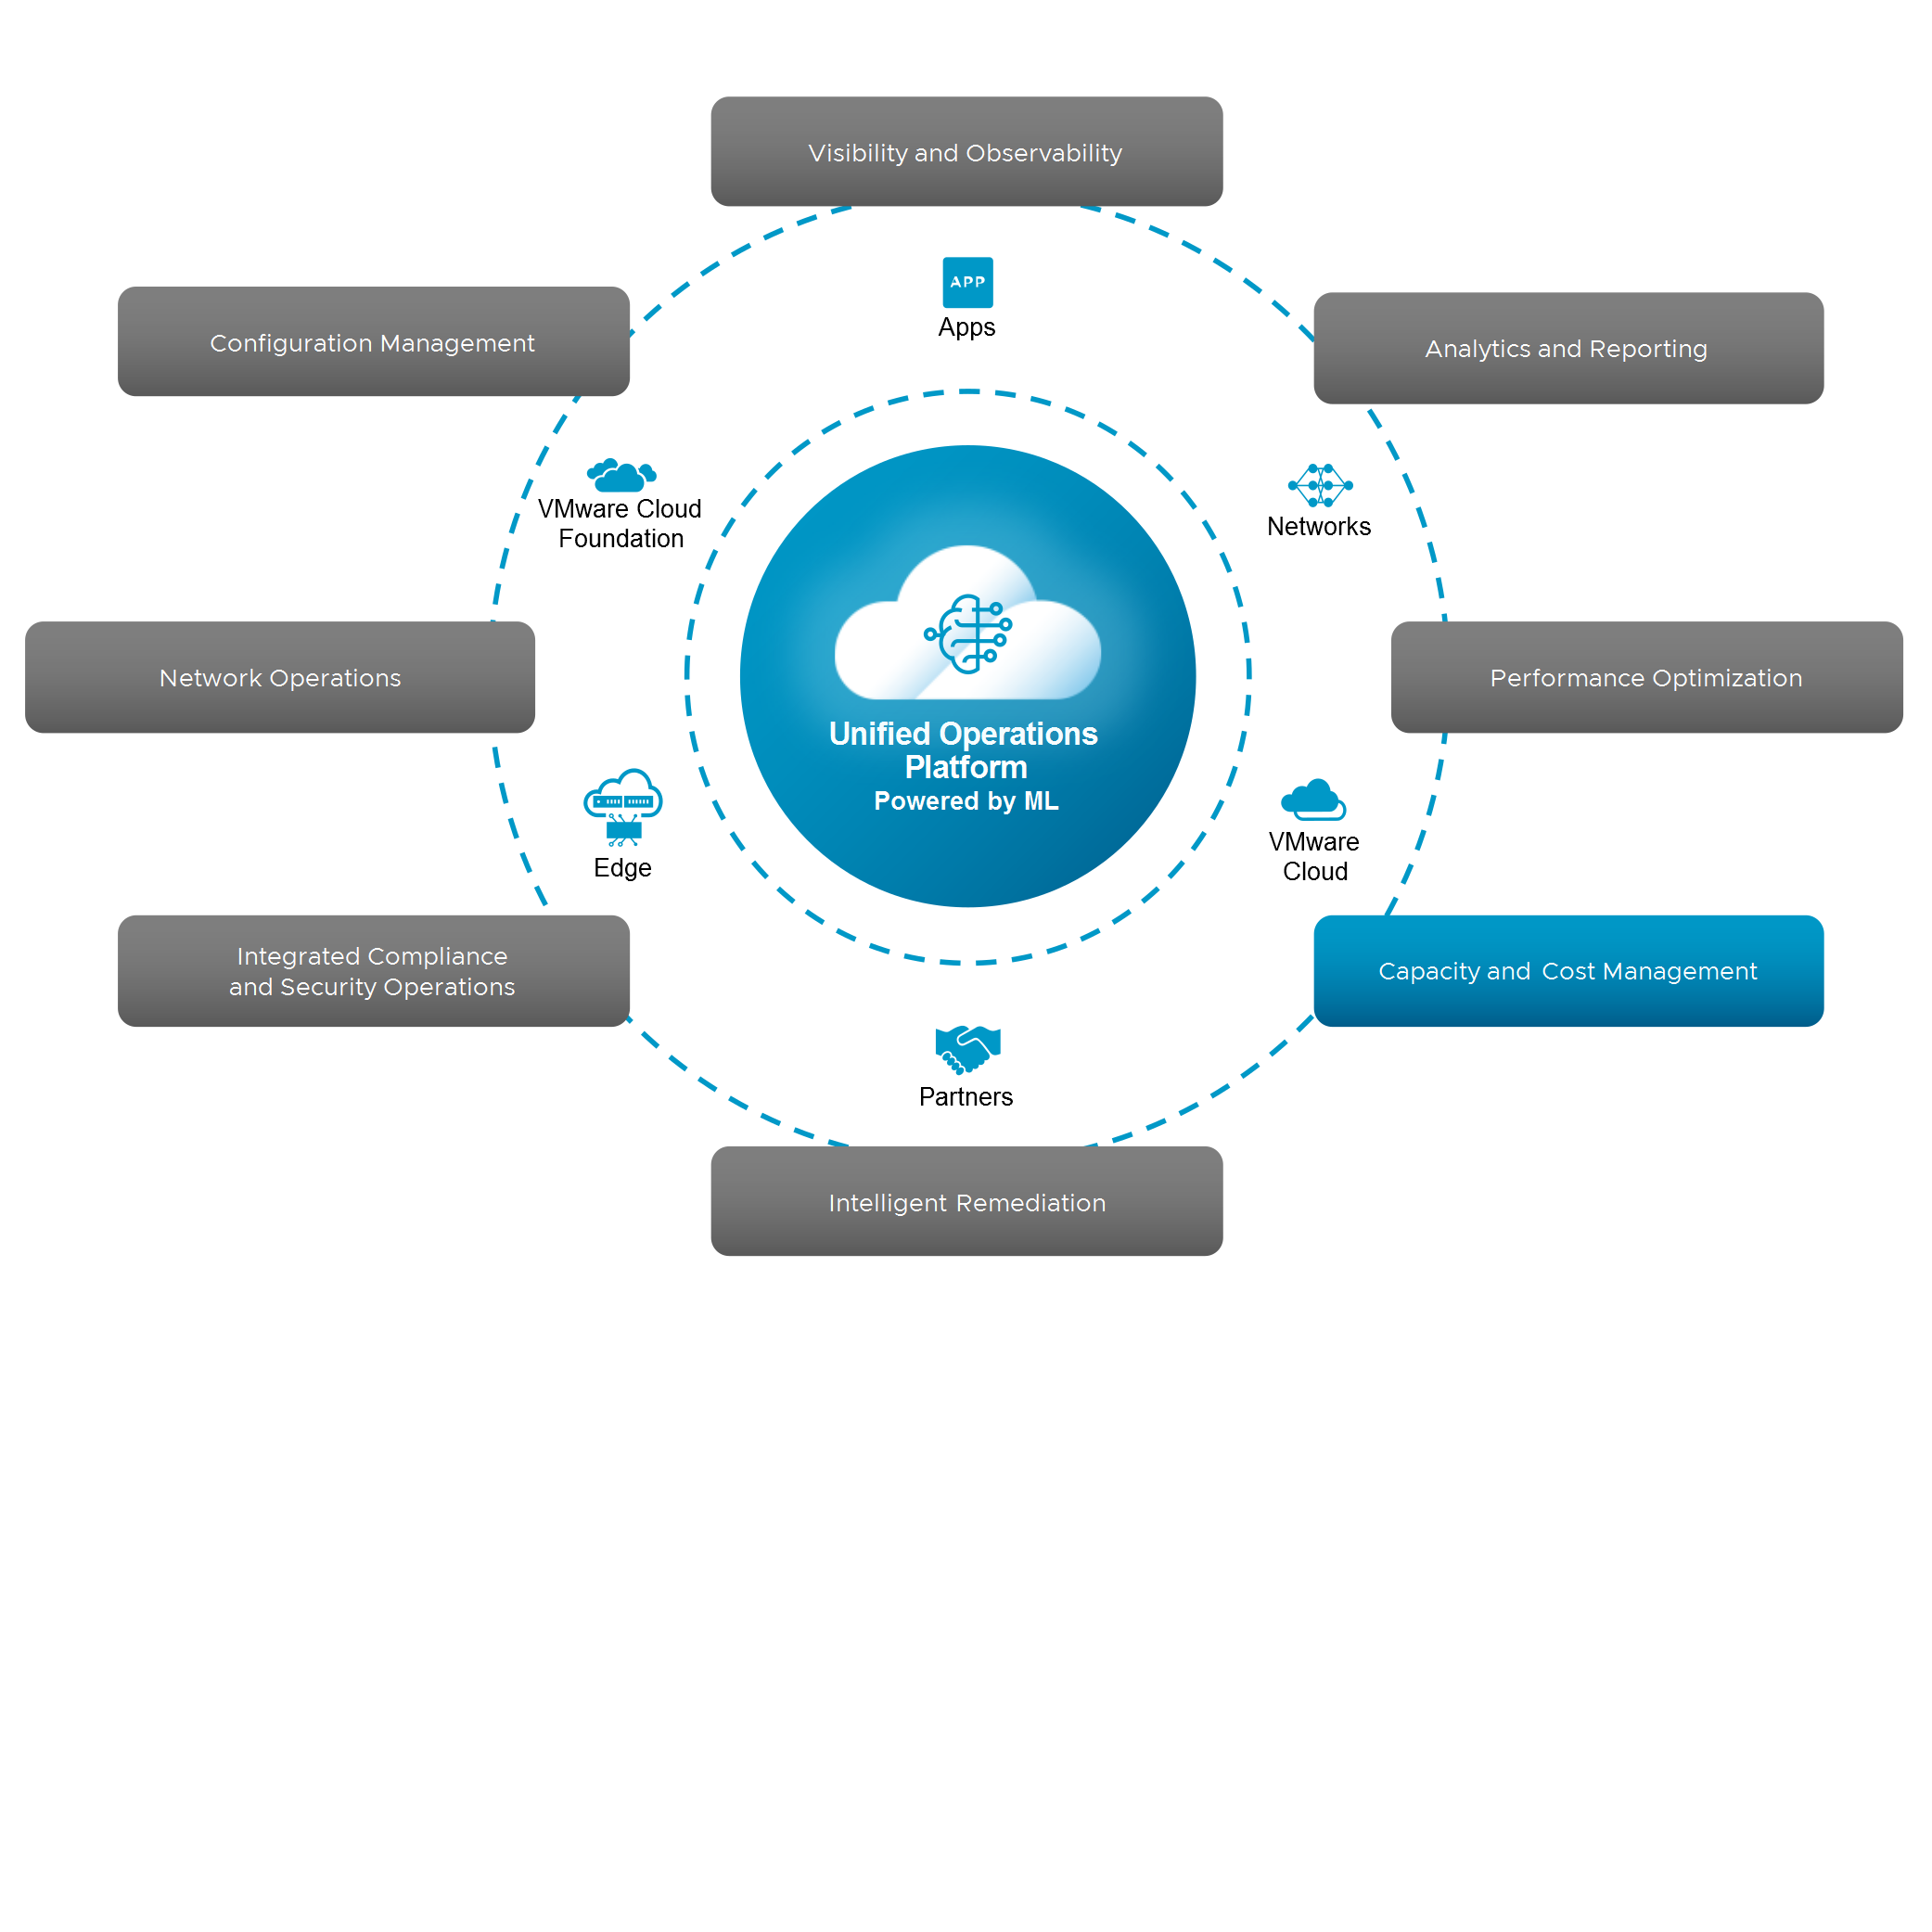 Visibility and Observability
APP
Apps
Configuration Management
Analytics and Reporting
VMware Cloud
Foundation
Networks
Network Operations
Performance Optimization
Unified Operations
Platform
Powered by ML
Edge
VMware
Cloud
Integrated Compliance
and Security Operations
Capacity and Cost Management
Partners
Intelligent Remediation